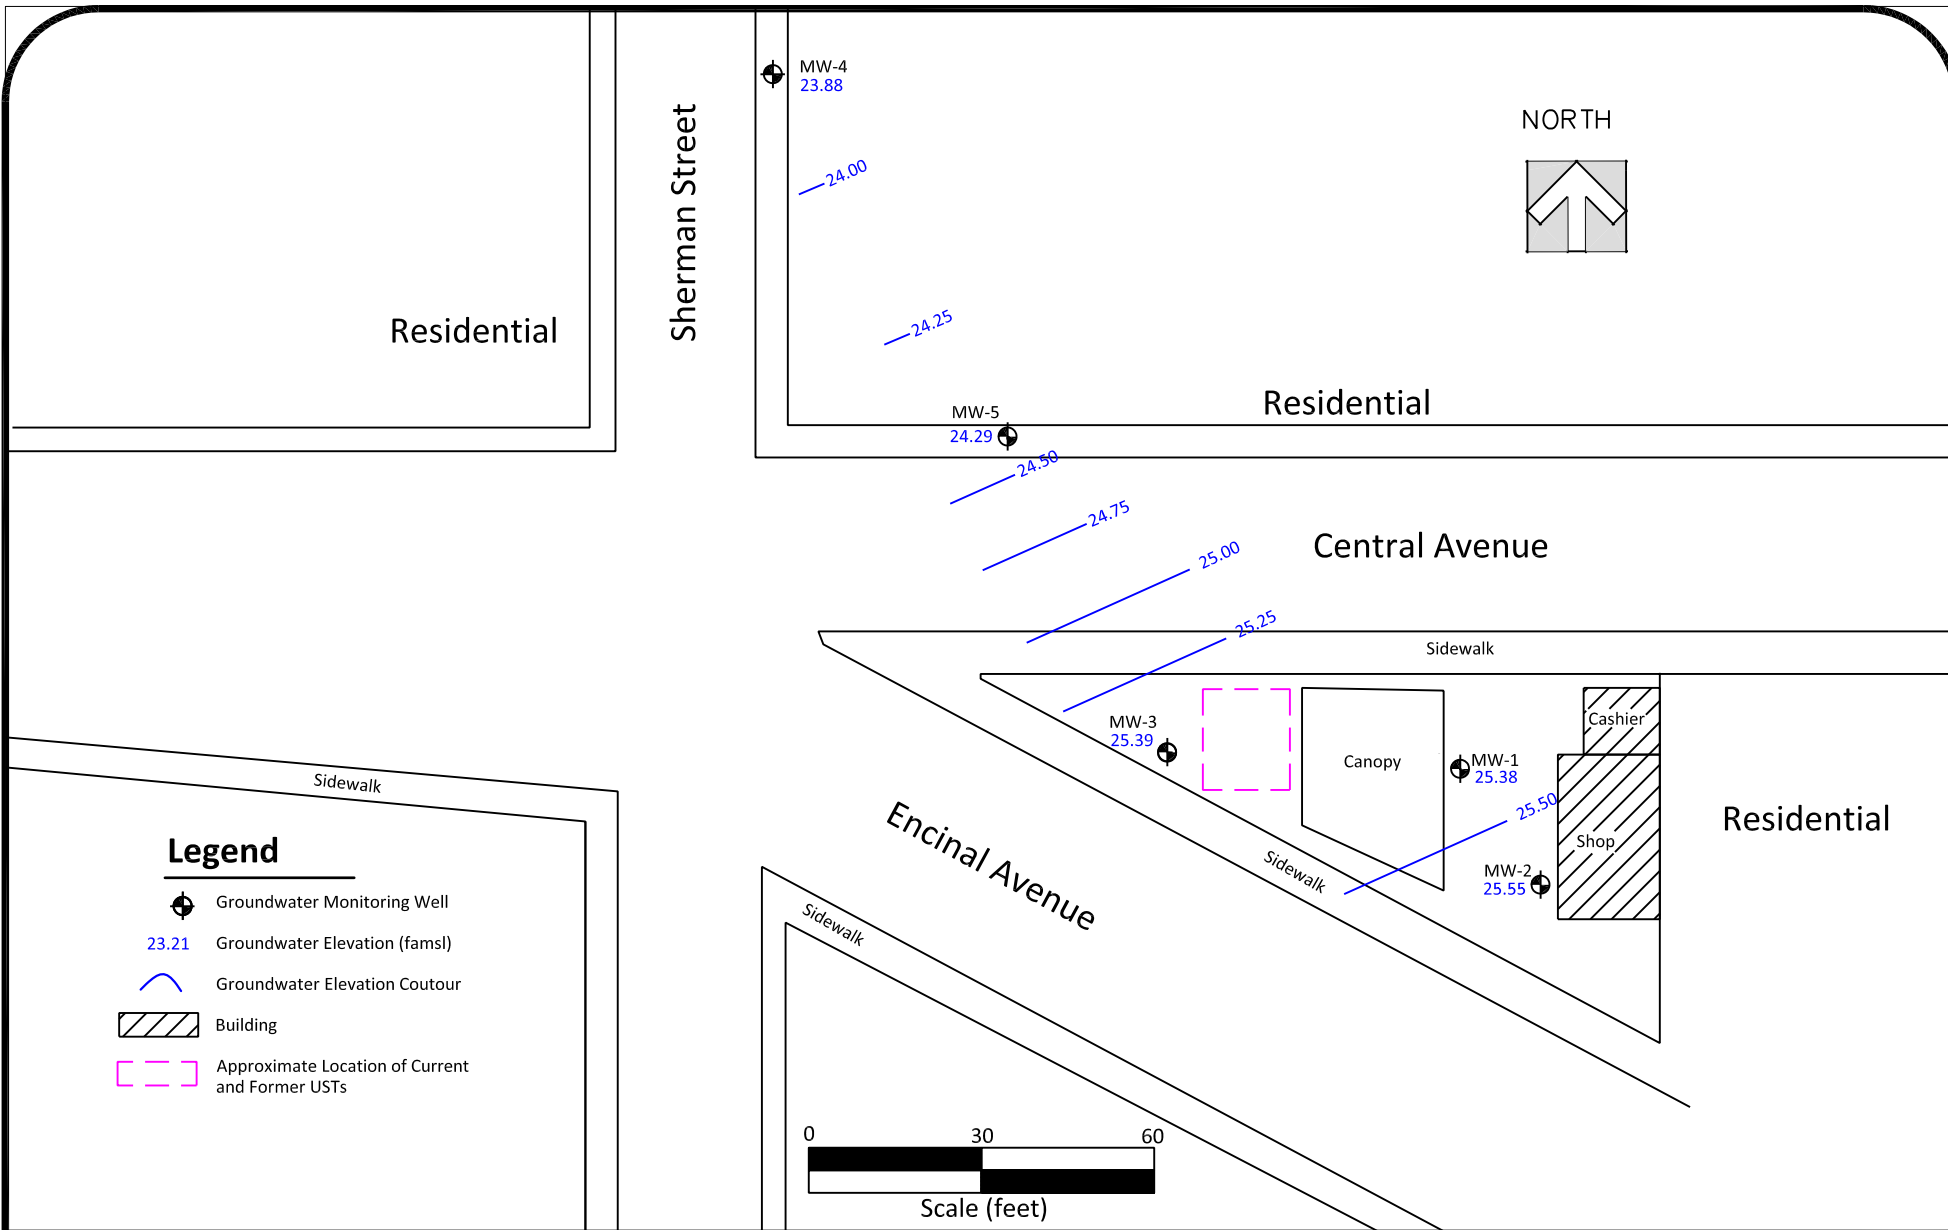 MW-4
23.88
NORTH
Sherman Street
24.00
24.25
Residential
Residential
MW-5
24.29
24.50
24.75
25.00
Central Avenue
25.25
Sidewalk
MW-3
25.39
Cashier
Canopy
MW-1
25.38
25.50
Shop
Residential
MW-2
25.55
Sidewalk
Encinal Avenue
Sidewalk
Sidewalk
Legend
Groundwater Monitoring Well
23.21 Groundwater Elevation (famsl)
Groundwater Elevation Coutour
Building
Approximate Location of Current
and Former USTs
0 30 60
Scale (feet)